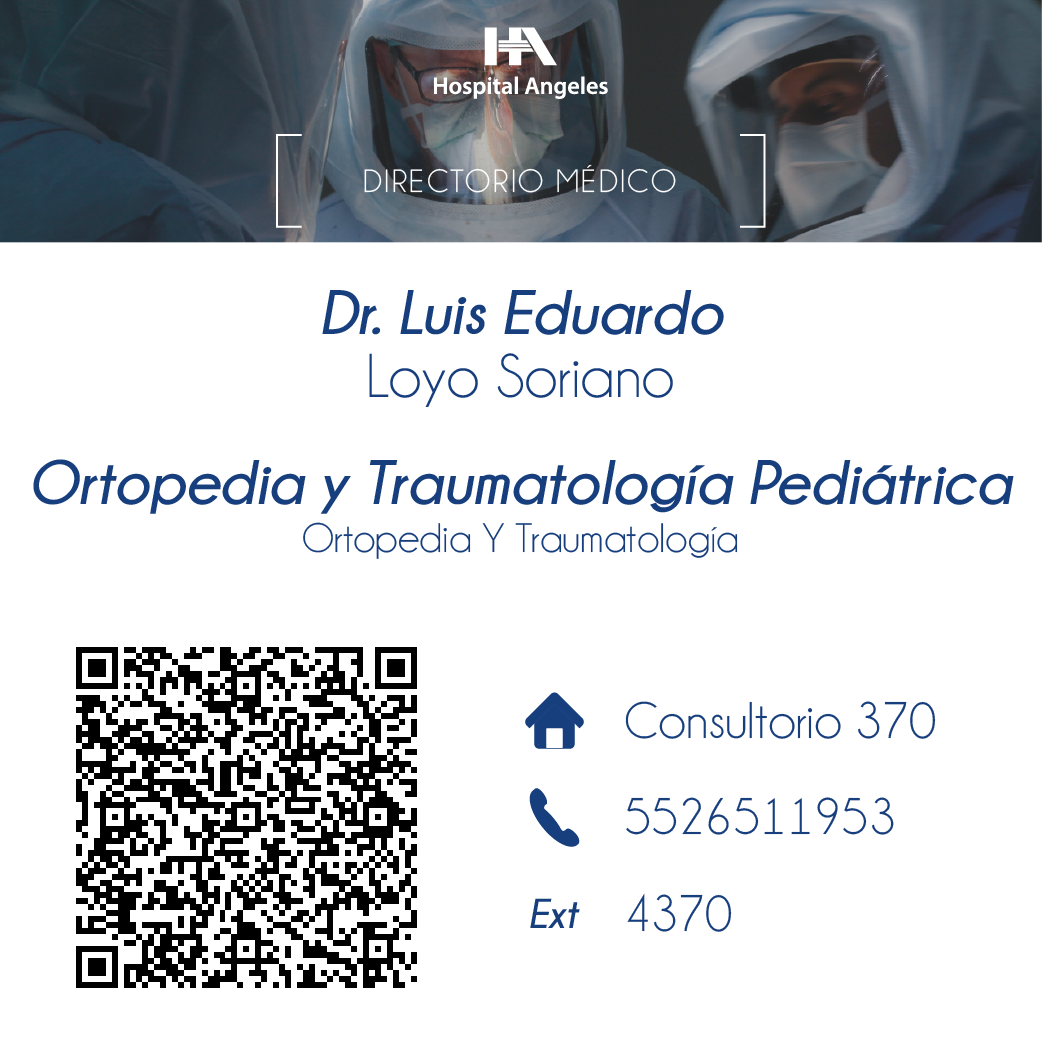 HA
Hospital Angeles
DIRECTORIO MÉDICO
Dr. Luis Eduardo
Loyo Soriano
Ortopedia y Traumatología Pediátrica
Ortopedia Y Traumatología
Consultorio 370
5526511953
Ext 4370